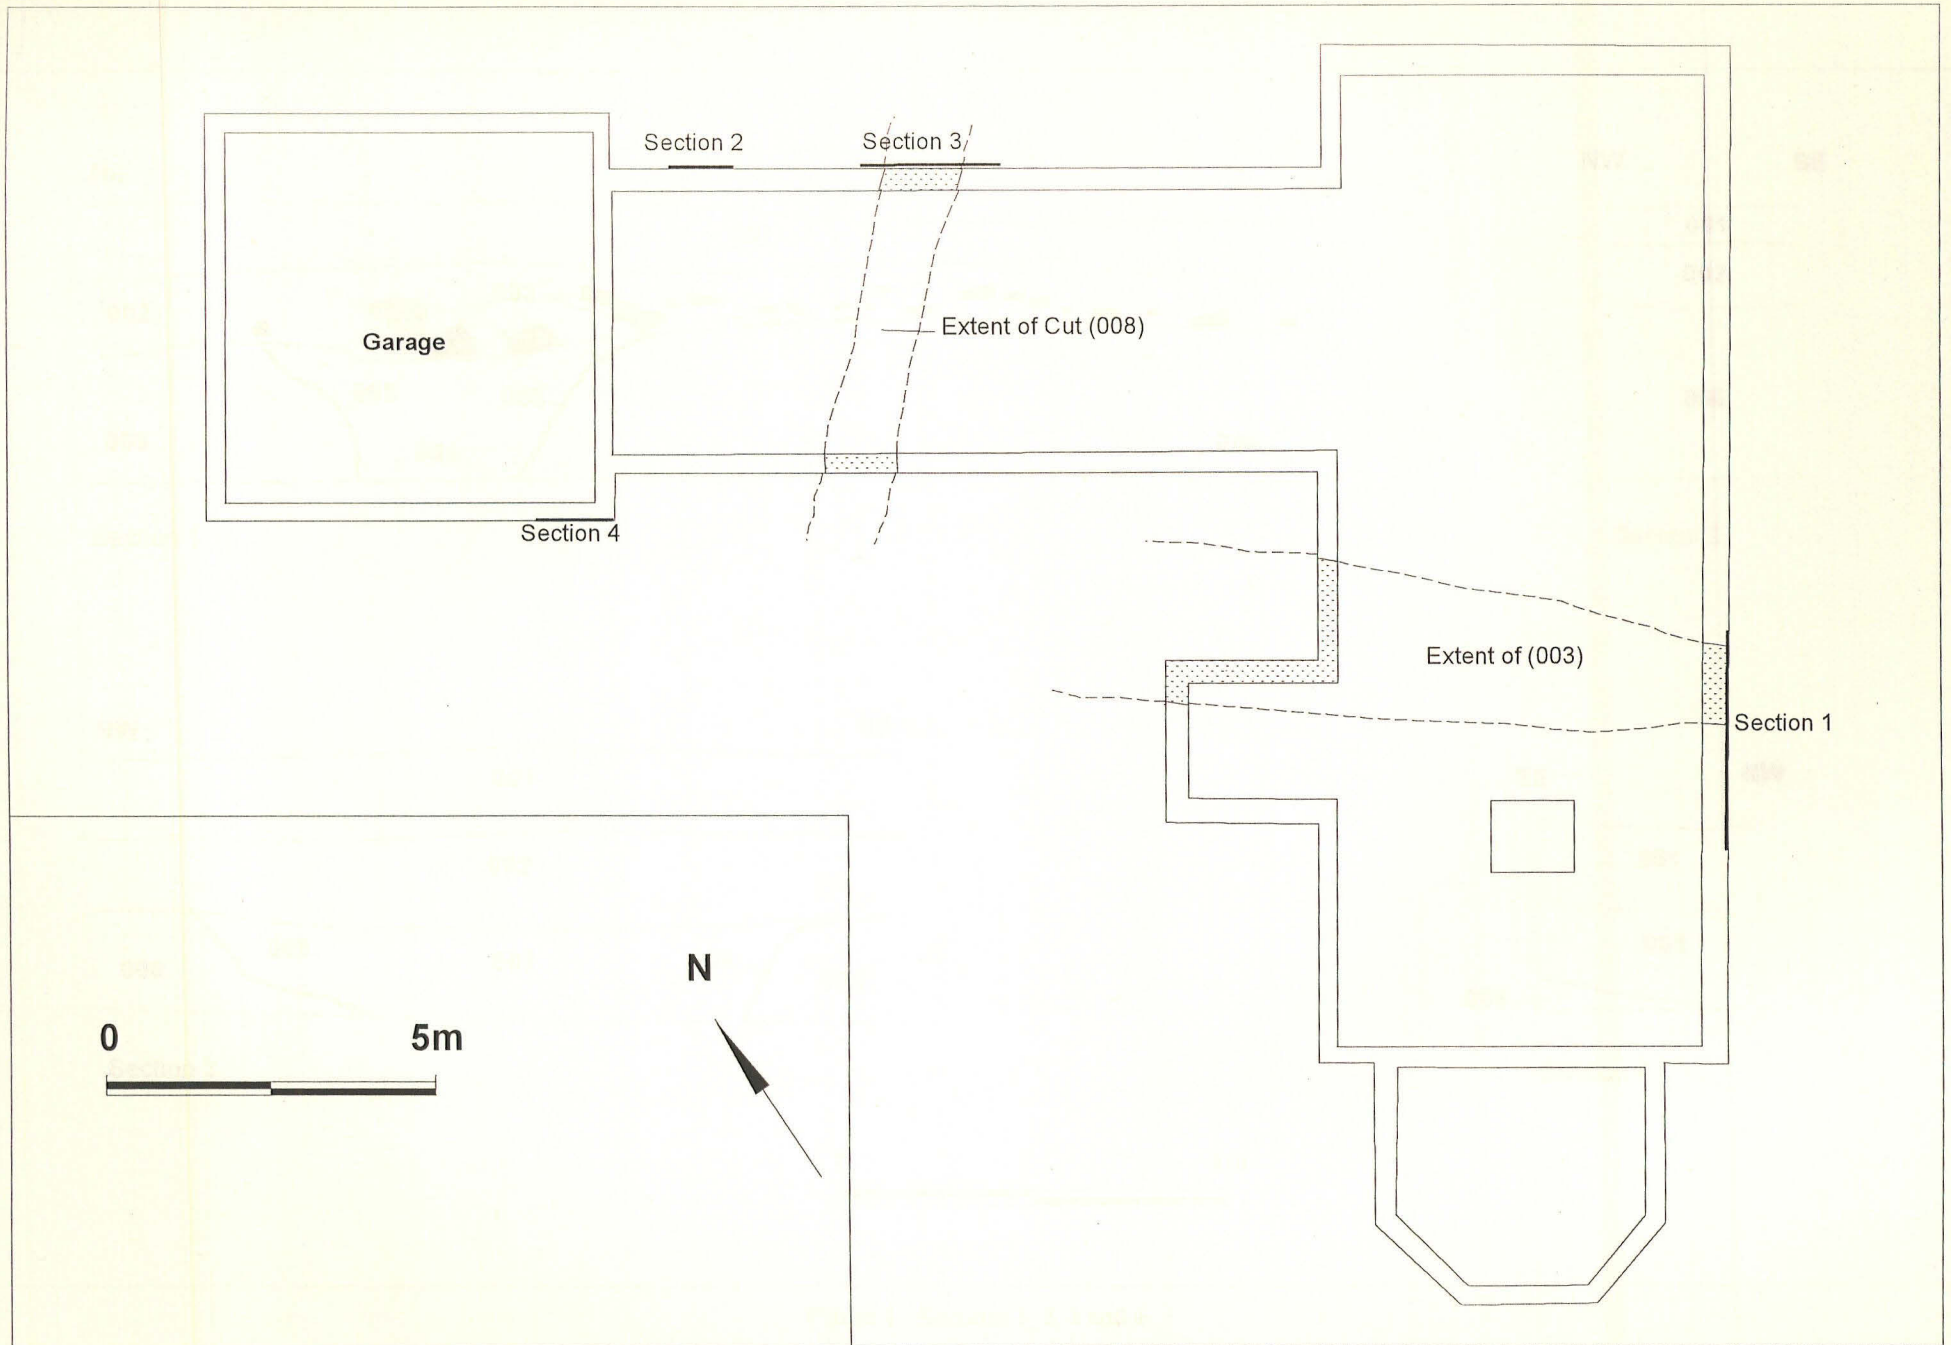 Section 2
Section 3
Garage
Extent of Cut (008)
Section 4
Extent of (003)
Section 1
N
0 5m